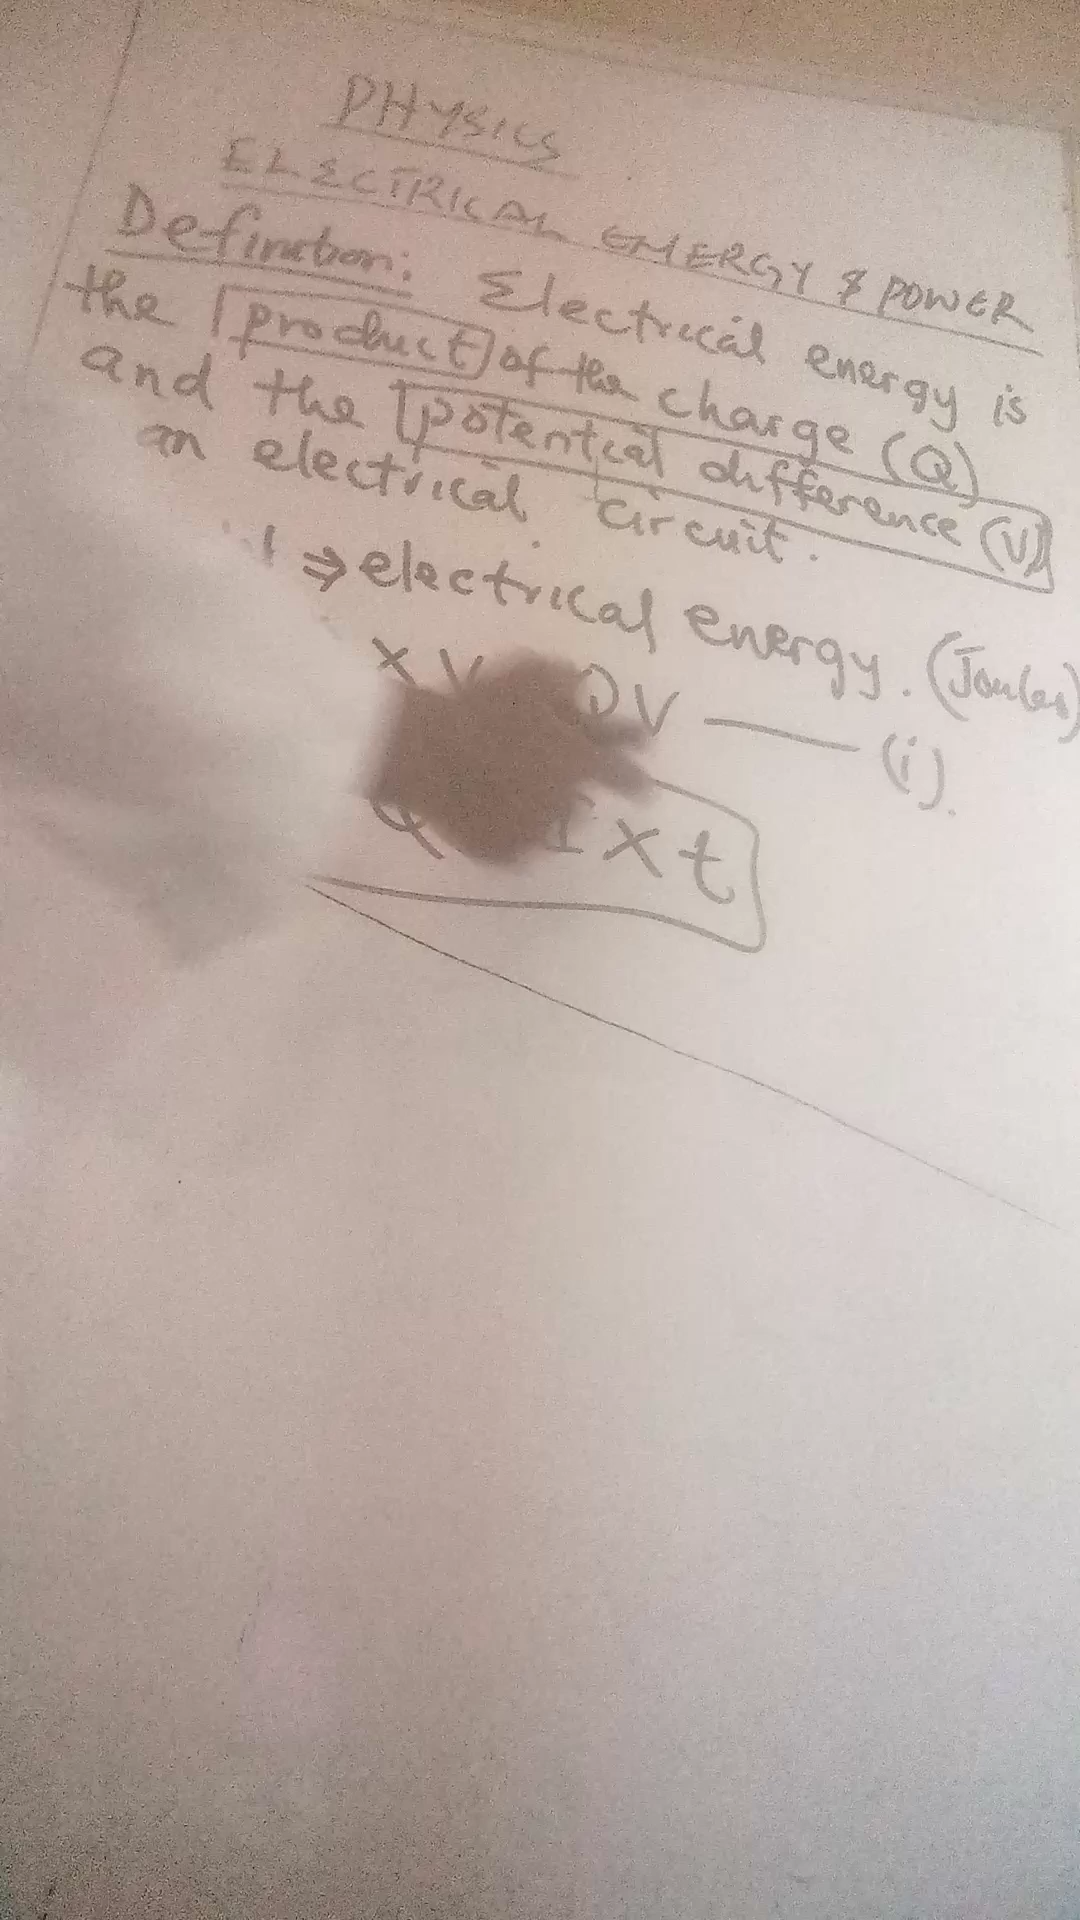 PHYSICS
ELECTRICAL ENERGY & POWER
Definition: Electrical energy is
the product of the charge (Q)
and the potential difference (V)
in an electrical circuit.
⇒ electrical energy. (Joules)
x V QV — (i).
Q I x t